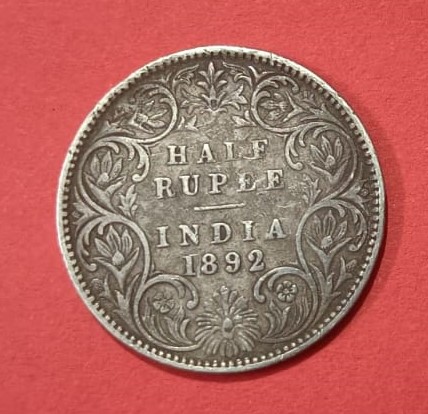 HALF
RUPEE
INDIA
1892